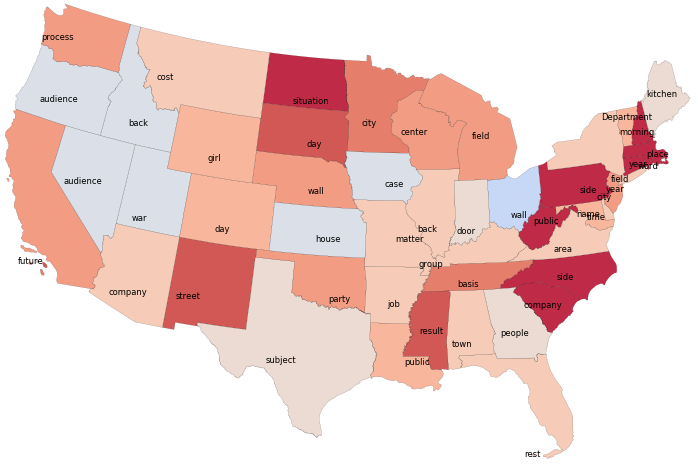 process
cost
kitchen
audience
situation
back
city
center
field
Department
morning
place
year
word
girl
day
audience
wall
case
side
field
year
city
war
day
house
back
matter
door
wall
public
name
time
area
future
company
street
group
basis
side
party
job
result
town
company
people
subject
public
rest